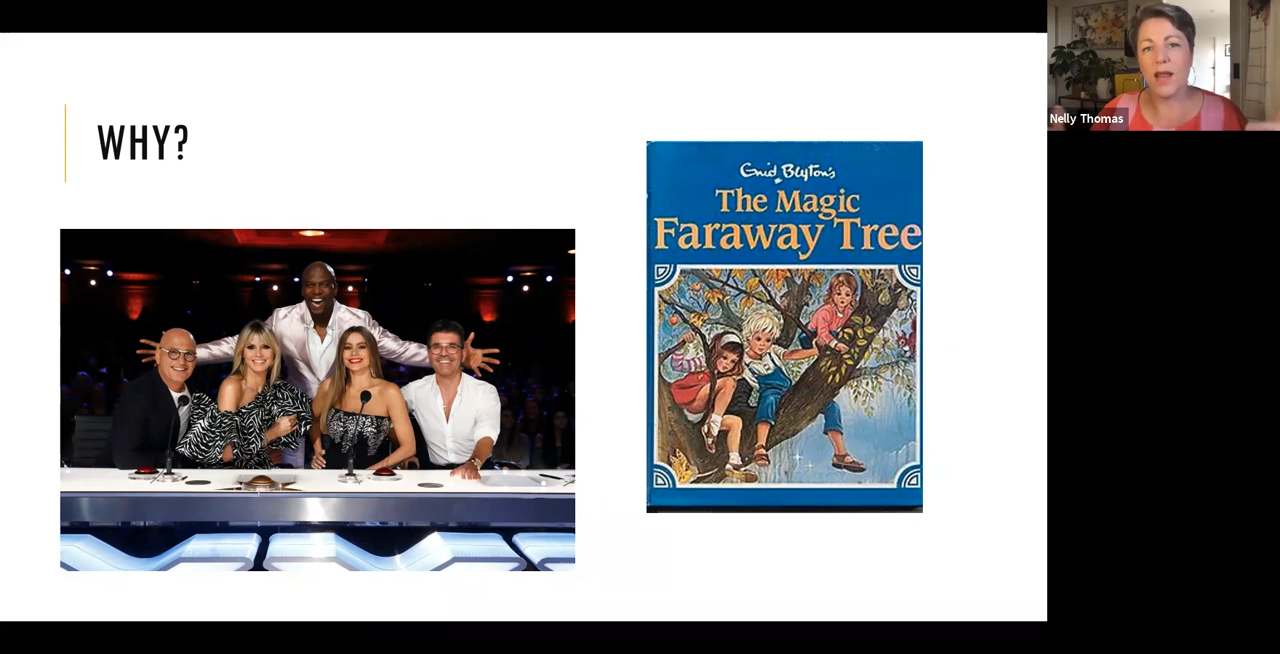 WHY?
Enid Blyton's
The Magic
Faraway Tree
Nelly Thomas